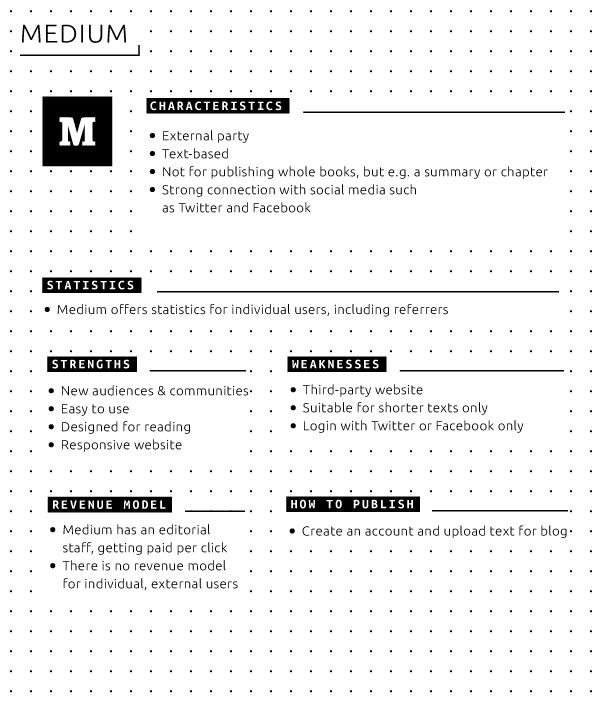 MEDIUM
M
CHARACTERISTICS
• External party
• Text-based
• Not for publishing whole books, but e.g. a summary or chapter
• Strong connection with social media such
as Twitter and Facebook
STATISTICS
• Medium offers statistics for individual users, including referrers
STRENGTHS
• New audiences & communities
• Easy to use
• Designed for reading
• Responsive website
WEAKNESSES
• Third-party website
• Suitable for shorter texts only
• Login with Twitter or Facebook only
REVENUE MODEL
• Medium has an editorial
staff, getting paid per click
• There is no revenue model
for individual, external users
HOW TO PUBLISH
• Create an account and upload text for blog